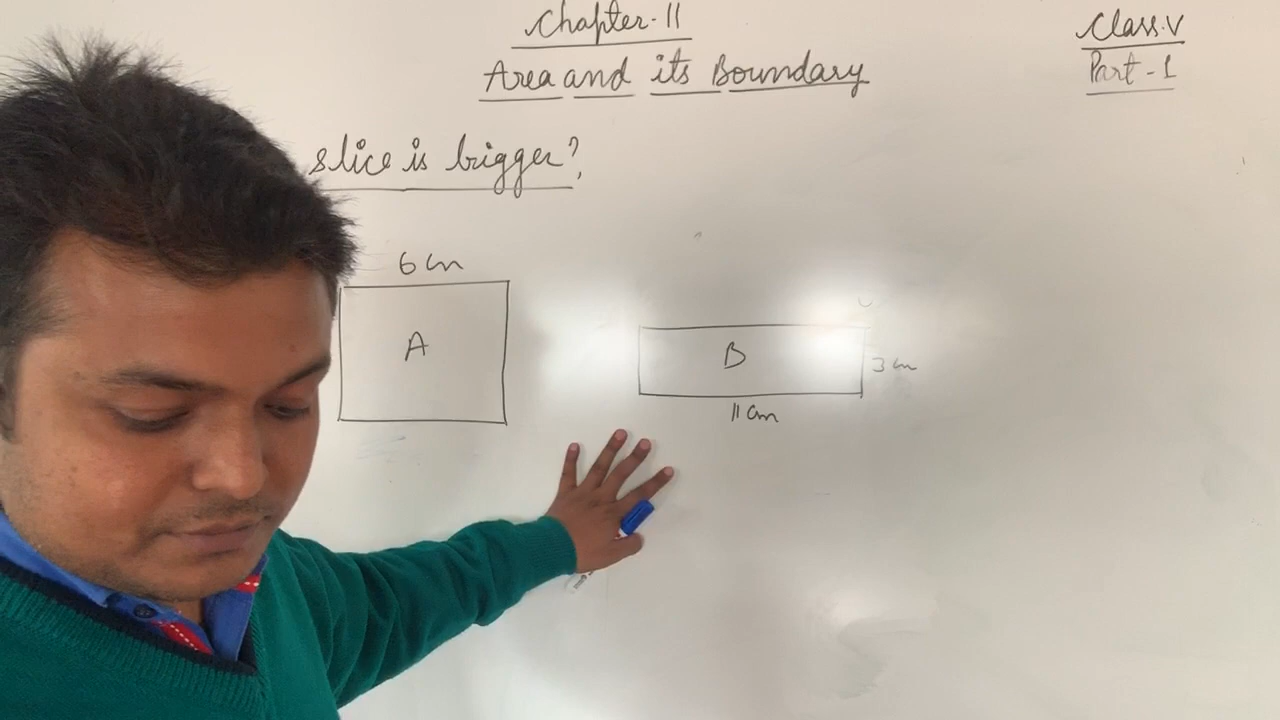 Chapter-11
Class.V
Area and its Boundary
Part-1
slice is bigger?
6 cm
A
B
3 cm
11 cm